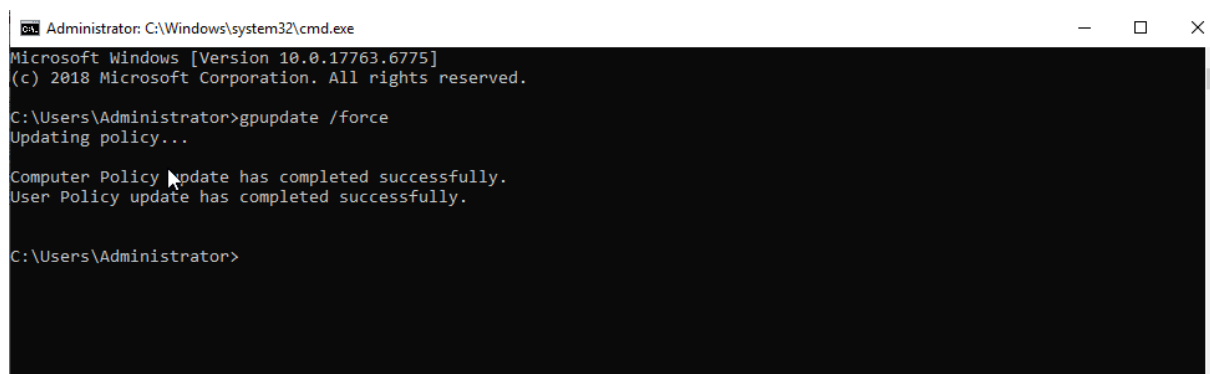 Administrator: C:\Windows\system32\cmd.exe
Microsoft Windows [Version 10.0.17763.6775]
(c) 2018 Microsoft Corporation. All rights reserved.
C:\Users\Administrator>gpupdate /force
Updating policy...
Computer Policy update has completed successfully.
User Policy update has completed successfully.
C:\Users\Administrator>